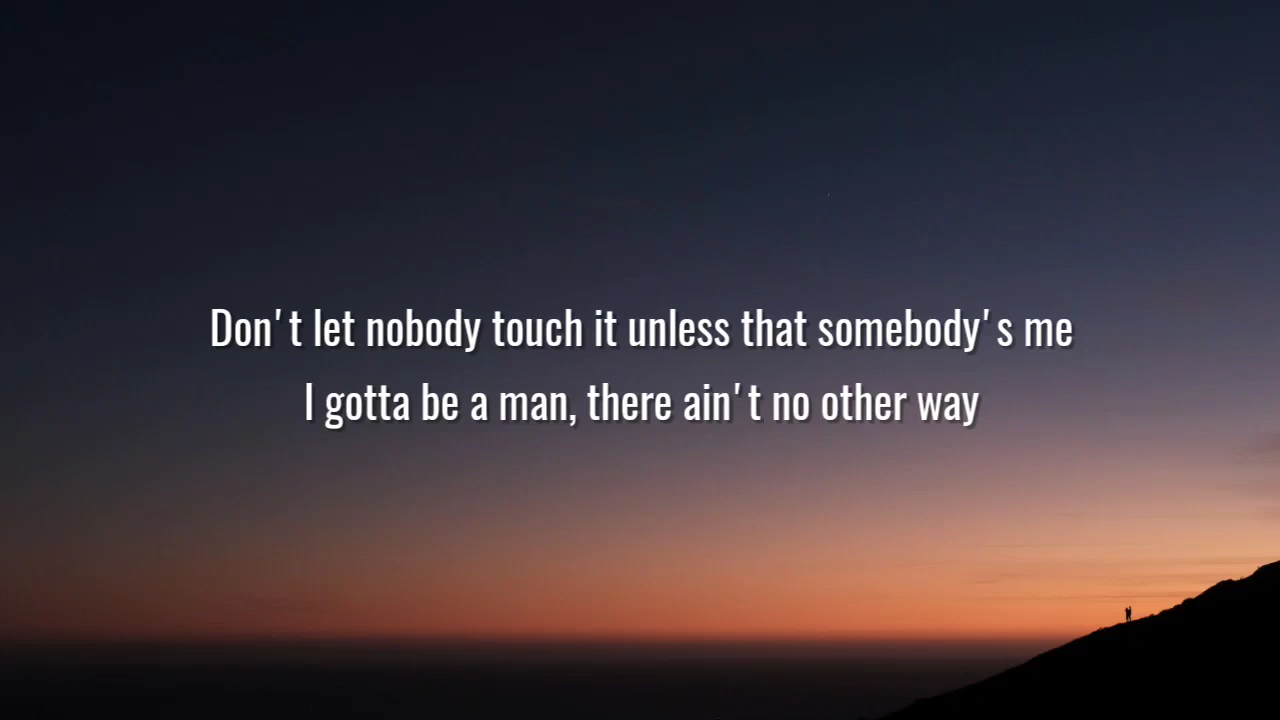 Don't let nobody touch it unless that somebody's me
I gotta be a man, there ain't no other way